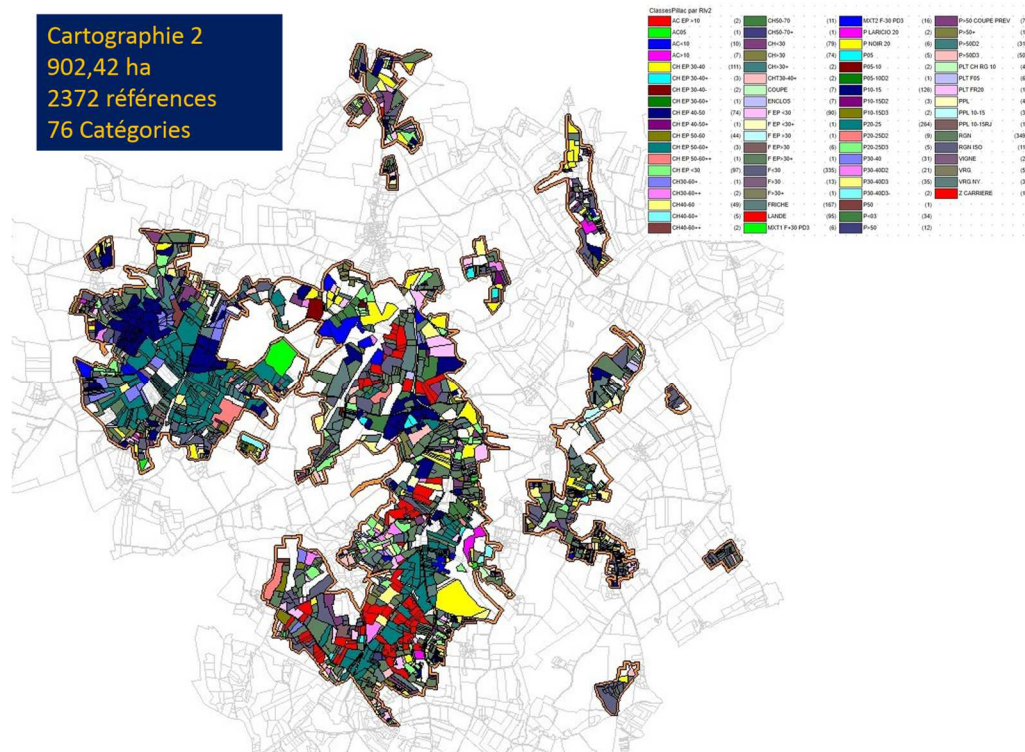 Cartographie 2
902,42 ha
2372 références
76 Catégories
ClassesPillac par Rlv2
AC EP >10 (2)
AC05 (1)
AC<18 (10)
AC>18 (7)
CH EP 30-40 (111)
CH EP 30-40+ (1)
CH EP 30-40- (2)
CH EP 30-60+ (1)
CH EP 40-50 (74)
CH EP 40-50+ (1)
CH EP 50-60 (44)
CH EP 50-60+ (3)
CH EP 50-60++ (1)
CH EP <30 (97)
CH30-60+ (1)
CH30-60++ (2)
CH40-60 (49)
CH40-60+ (5)
CH40-60++ (2)
CH50-70 (11)
CH50-70+ (1)
CH<30 (79)
CH>30 (74)
CH>30+ (5)
CHT30-40+ (1)
COUPE (2)
ENCLOS (7)
F EP <30 (7)
F EP <30+ (1)
F EP >30 (1)
F EP>30 (6)
F EP>30+ (1)
F<30 (335)
F>30 (13)
F>30+ (2)
FRICHE (167)
LANDE (95)
MXT1 F+30 PD3 (6)
MXT2 F-30 PD3 (16)
P LARICIO 20 (1)
P NOIR 20 (2)
P05 (2)
P05-10 (2)
P05-10D2 (2)
P10-15 (126)
P10-15D2 (3)
P10-15D3 (90)
P20-25 (264)
P20-25D2 (9)
P20-25D3 (5)
P30-40 (31)
P30-40D2 (21)
P30-40D3 (35)
P30-40D3- (2)
P50 (1)
P<03 (34)
P>50 (12)
P>50 COUPE PREV
P>50+
P>50D2
P>50D3
PLT CH RG 10
PLT F05
PLT FR20
PPL
PPL 10-15
PPL 10-15RJ
RGN
RGN ISO
VIGNE
VRG
VRG NY
Z CARRIERE